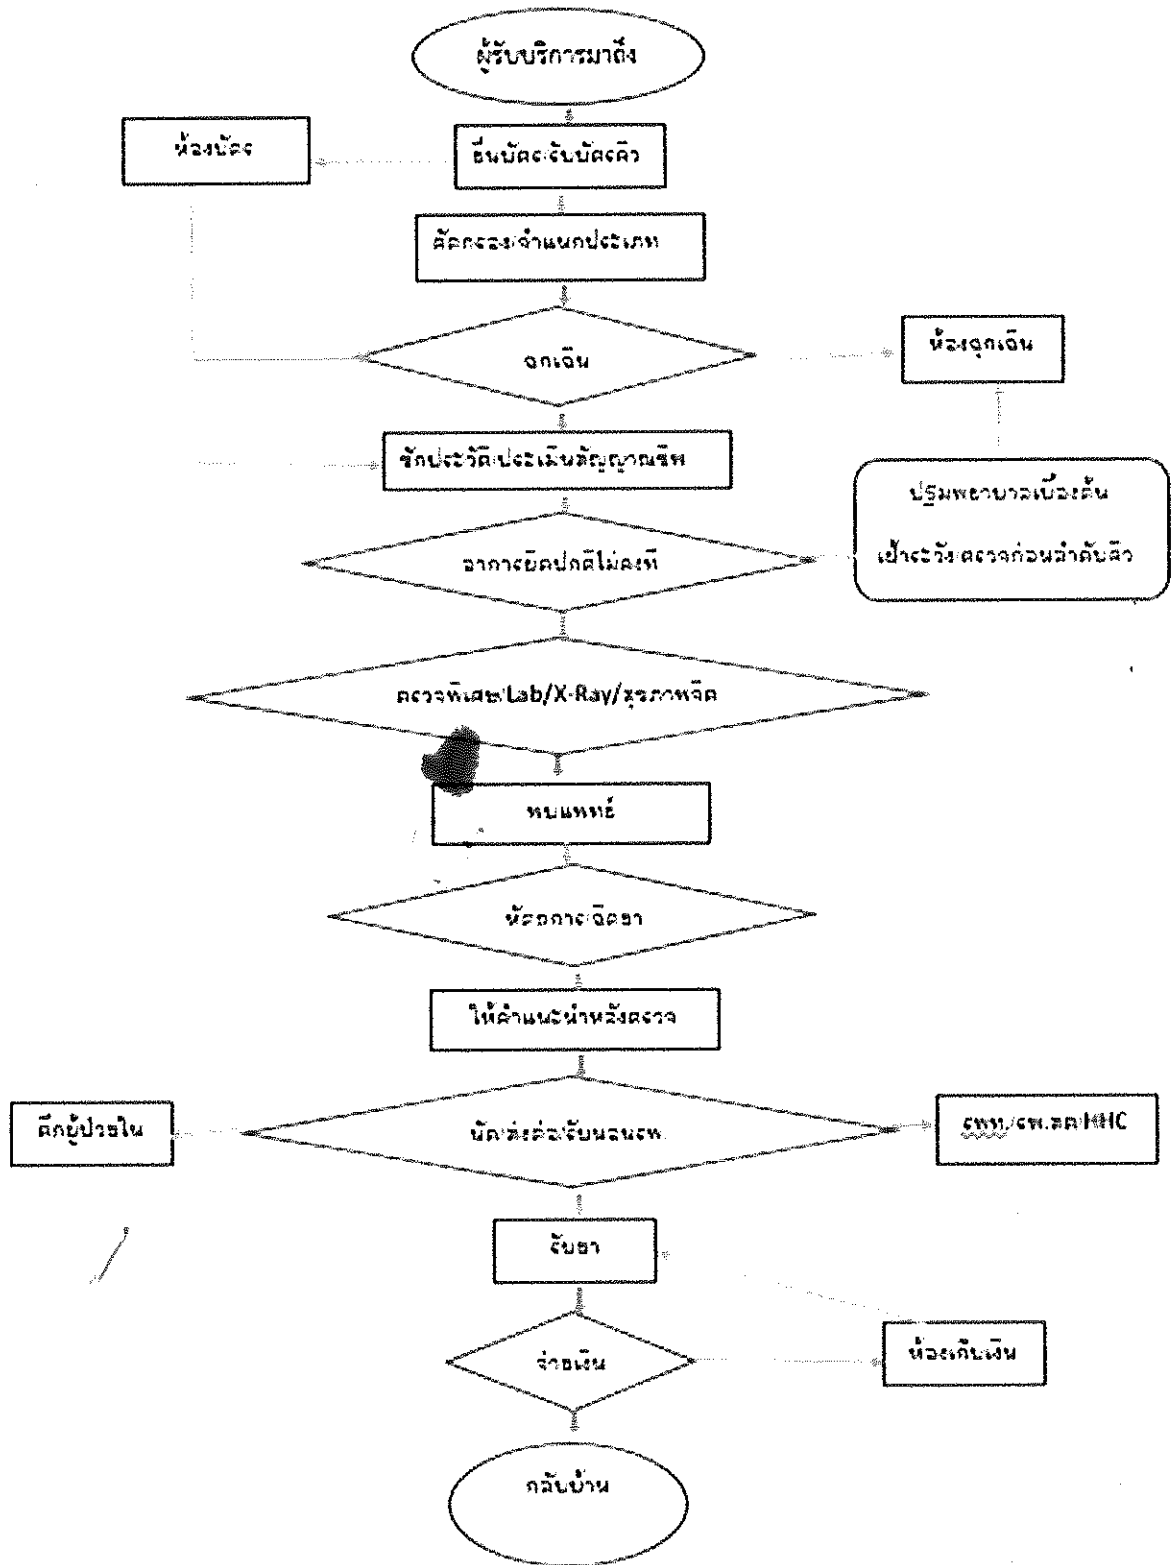 ผู้รับบริการมาถึง
ห้องบัตร
ยื่นบัตร/รับบัตรคิว
คัดกรอง/จำแนกประเภท
ฉุกเฉิน
ห้องฉุกเฉิน
ซักประวัติ/ประเมินสัญญาณชีพ
ปฐมพยาบาลเบื้องต้น
อาการผิดปกติ/ไม่คงที่
เฝ้าระวัง/ตรวจก่อนลำดับคิว
ตรวจพิเศษ/Lab/X-Ray/สุขภาพจิต
พบแพทย์
หัตถการ/ฉีดยา
ให้คำแนะนำหลังตรวจ
ตึกผู้ป่วยใน
นัด/ส่งต่อ/รับนอนรพ.
รพท./รพ.สต/HHC
รับยา
ห้องเก็บเงิน
จ่ายเงิน
กลับบ้าน